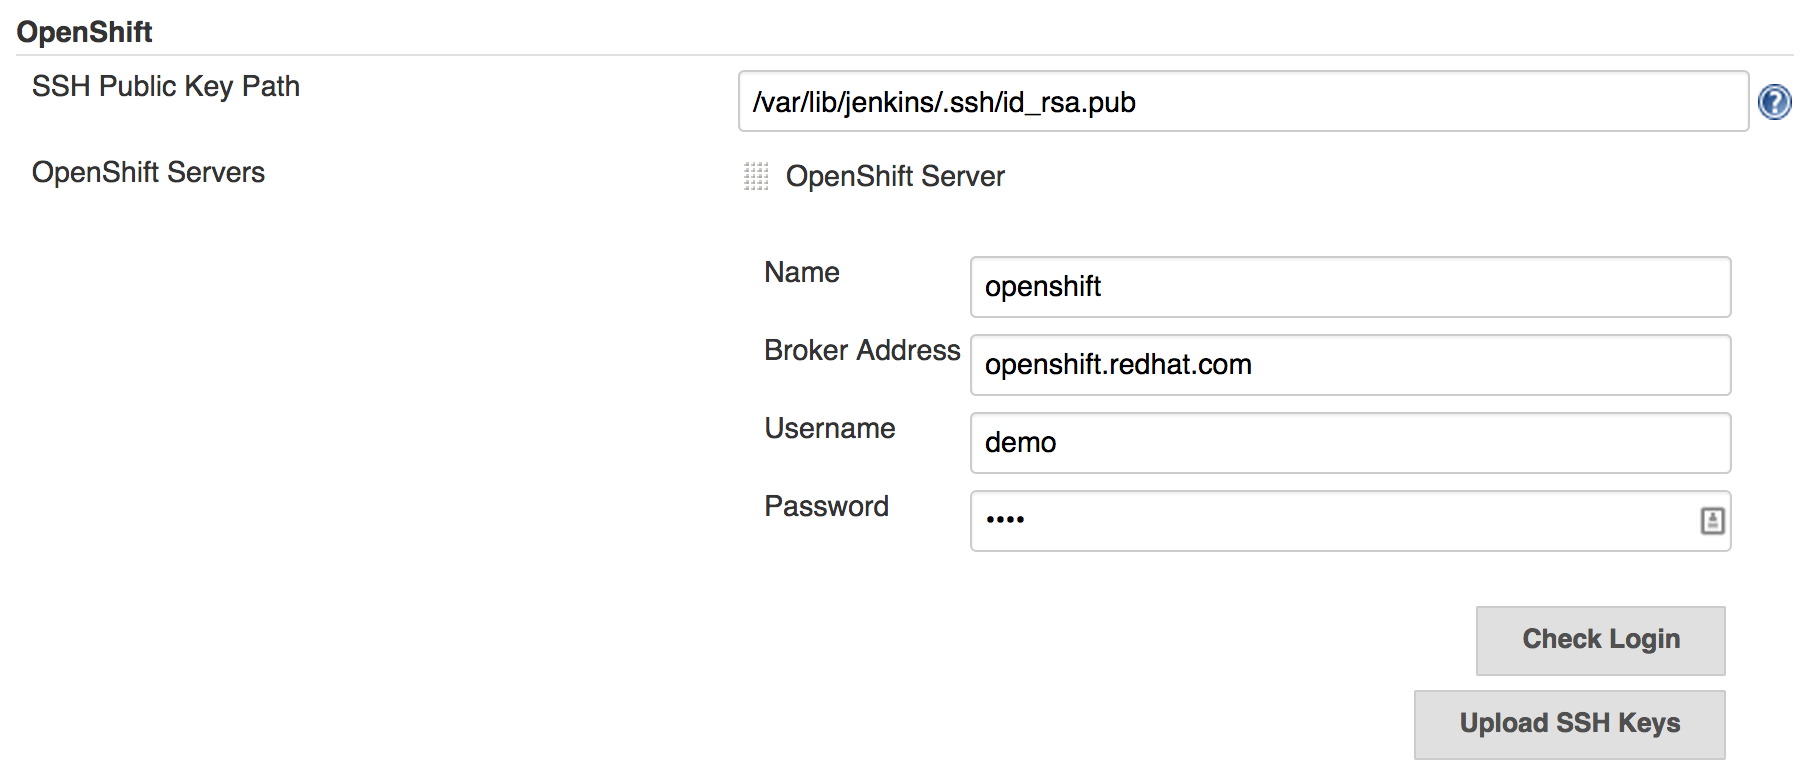 OpenShift
SSH Public Key Path
/var/lib/jenkins/.ssh/id_rsa.pub
?
OpenShift Servers
OpenShift Server
Name
openshift
Broker Address
openshift.redhat.com
Username
demo
Password
••••
Check Login
Upload SSH Keys